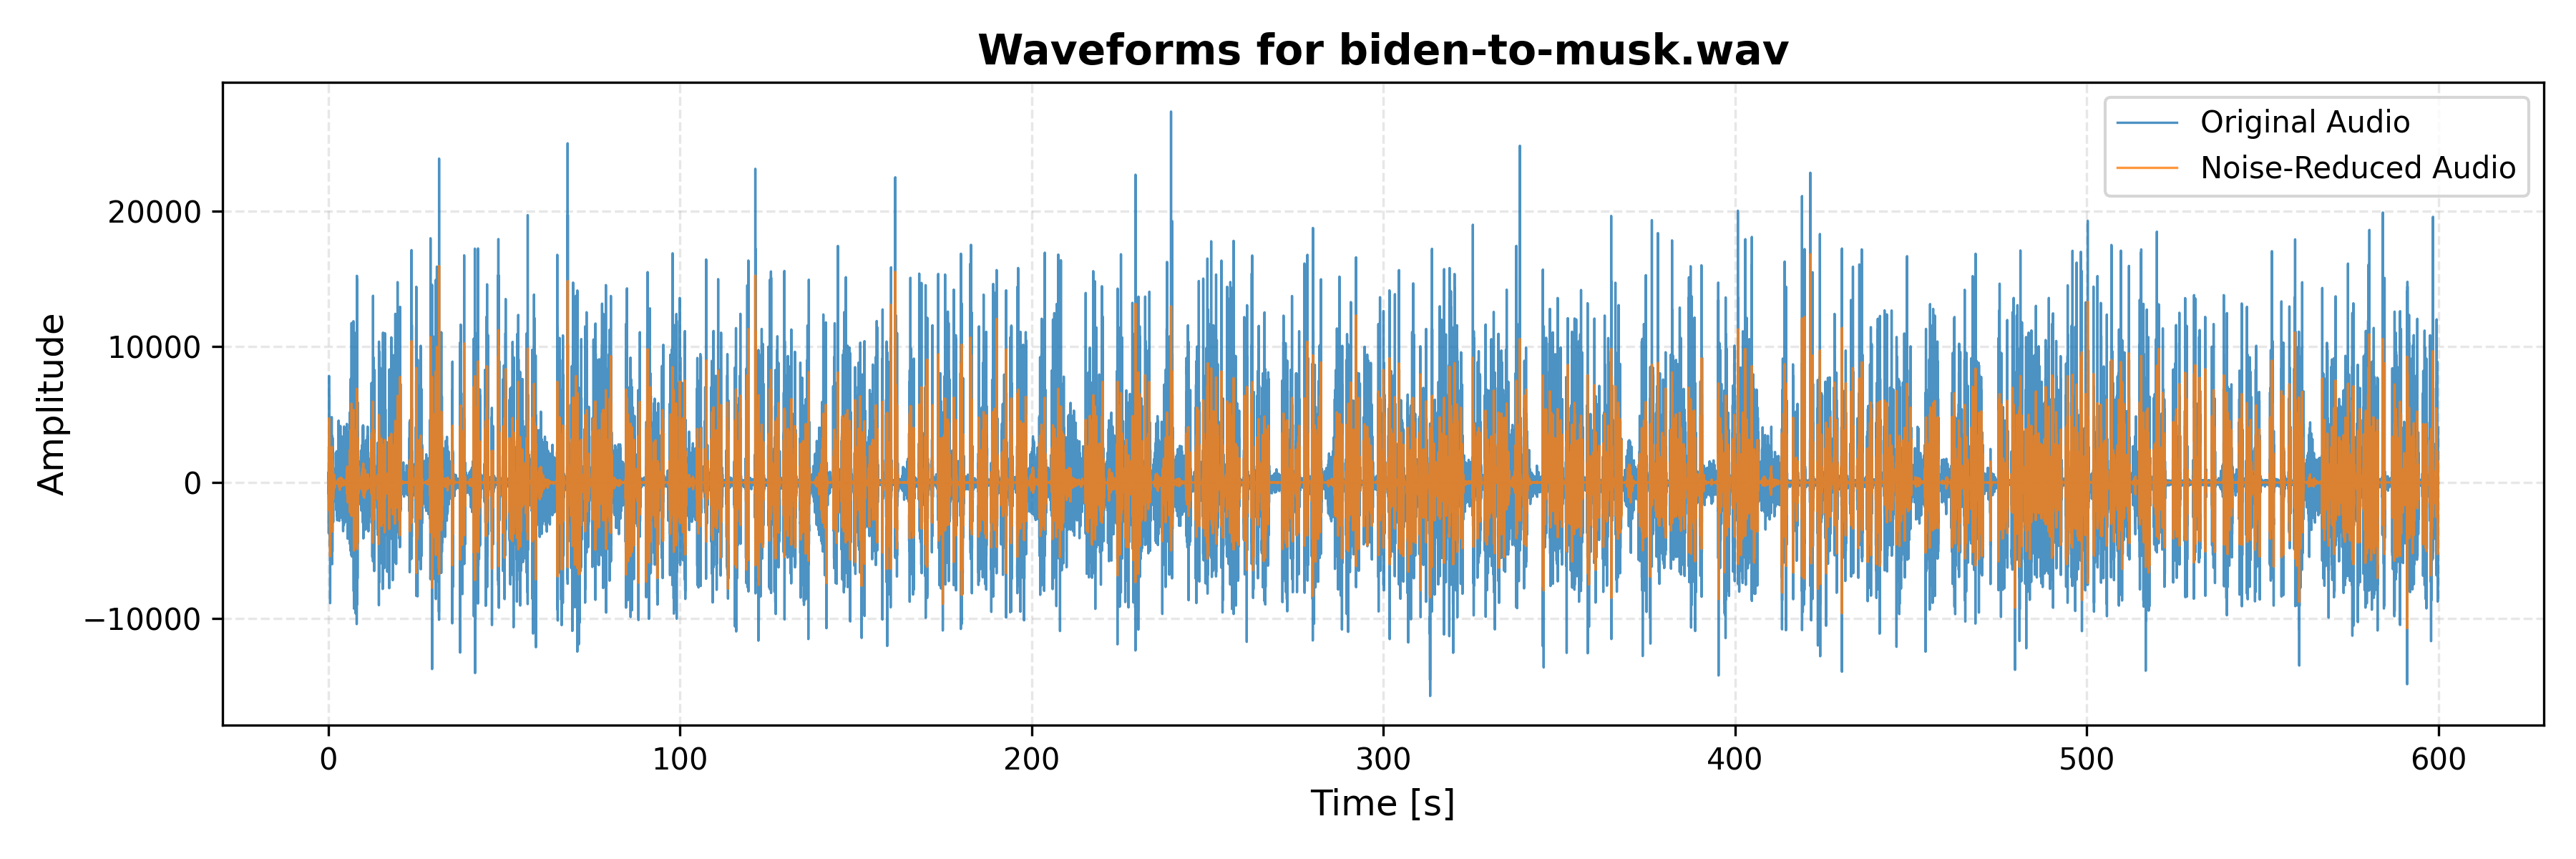 Waveforms for biden-to-musk.wav
Original Audio
Noise-Reduced Audio
20000
10000
0
−10000
Amplitude
0 100 200 300 400 500 600
Time [s]